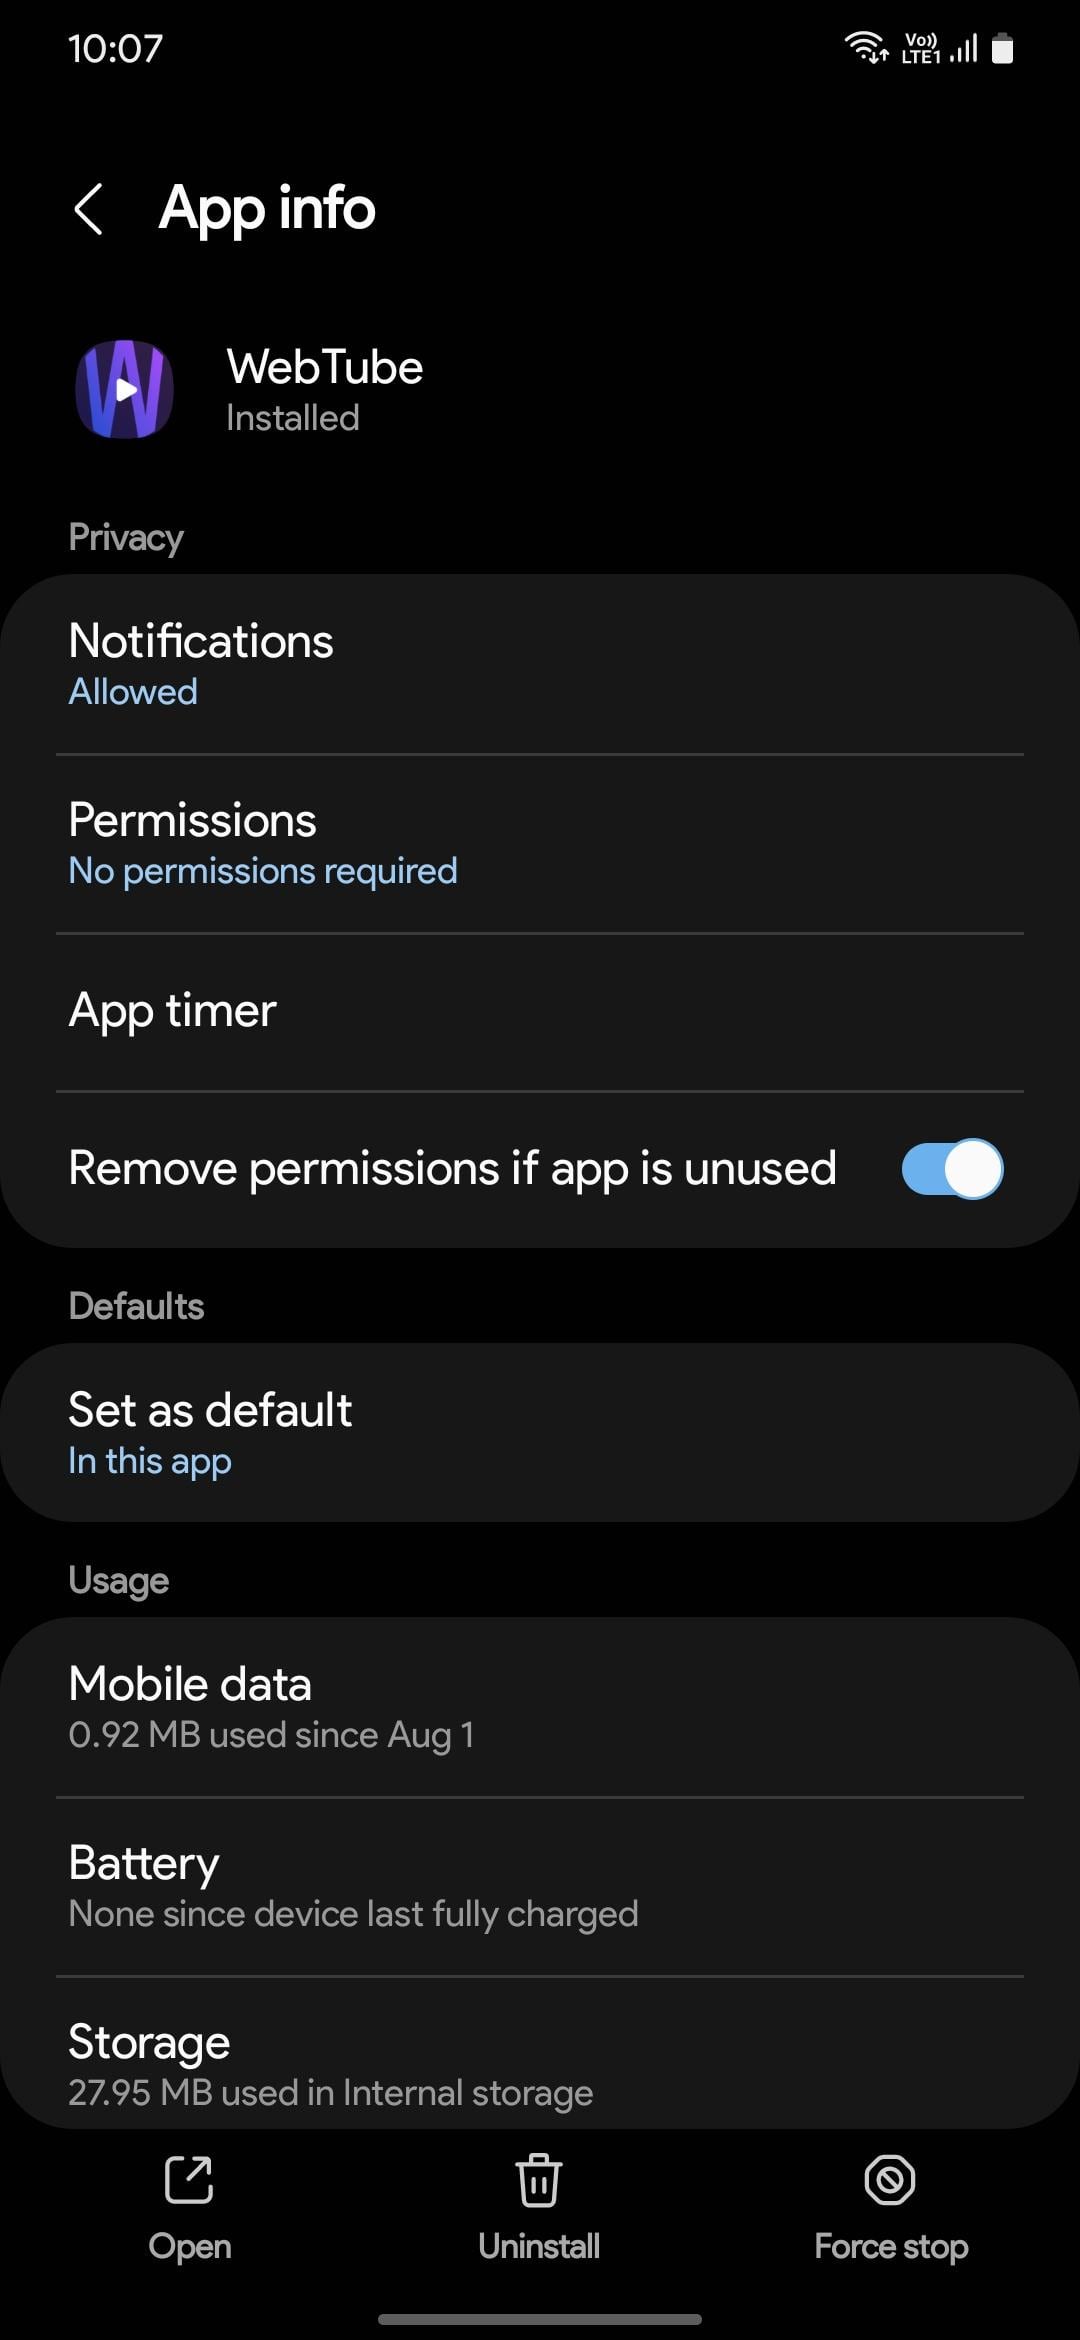 10:07
Vo))
LTE1
App info
WebTube
Installed
Privacy
Notifications
Allowed
Permissions
No permissions required
App timer
Remove permissions if app is unused
Defaults
Set as default
In this app
Usage
Mobile data
0.92 MB used since Aug 1
Battery
None since device last fully charged
Storage
27.95 MB used in Internal storage
Open
Uninstall
Force stop